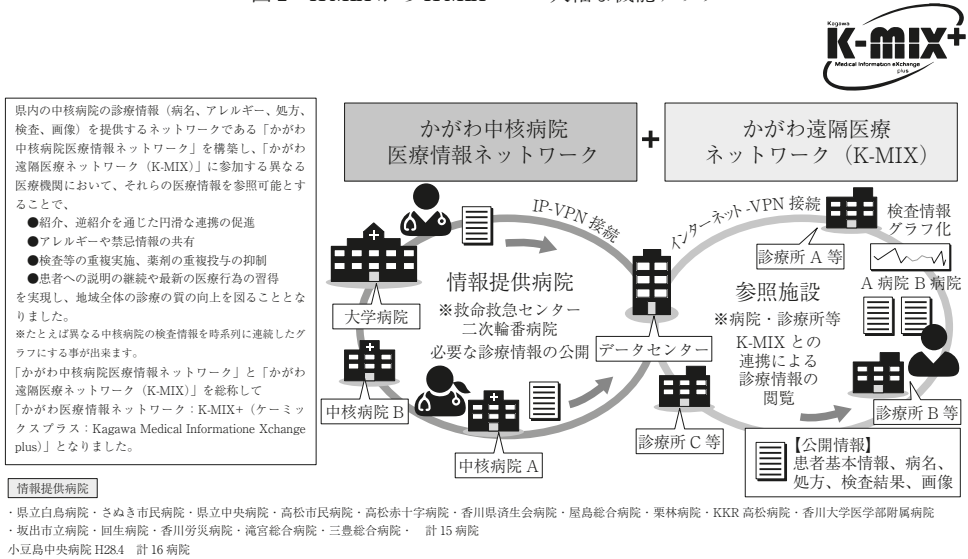 Kagawa
K-MIX+
Medical Information eXchange
plus
県内の中核病院の診療情報（病名、アレルギー、処方、
検査、画像）を提供するネットワークである「かがわ
中核病院医療情報ネットワーク」を構築し、「かがわ
遠隔医療ネットワーク（K-MIX）」に参加する異なる
医療機関において、それらの医療情報を参照可能とす
ることで、
●紹介、逆紹介を通じた円滑な連携の促進
●アレルギーや禁忌情報の共有
●検査等の重複実施、薬剤の重複投与の抑制
●患者への説明の継続や最新の医療行為の習得
を実現し、地域全体の診療の質の向上を図ることとな
りました。
※たとえば異なる中核病院の検査情報を時系列に連続したグ
ラフにする事が出来ます。
「かがわ中核病院医療情報ネットワーク」と「かがわ
遠隔医療ネットワーク（K-MIX）」を総称して
「かがわ医療情報ネットワーク：K-MIX+（ケーミッ
クスプラス：Kagawa Medical Informatione Xchange
plus）」となりました。
かがわ中核病院
医療情報ネットワーク
+
かがわ遠隔医療
ネットワーク（K-MIX）
IP-VPN 接続
インターネット-VPN 接続
検査情報
グラフ化
診療所 A 等
情報提供病院
※救命救急センター
二次輪番病院
必要な診療情報の公開
大学病院
データセンター
参照施設
※病院・診療所等
K-MIX との
連携による
診療情報の
閲覧
A 病院 B 病院
中核病院 B
中核病院 A
診療所 C 等
診療所 B 等
【公開情報】
患者基本情報、病名、
処方、検査結果、画像
情報提供病院
・県立白鳥病院・さぬき市民病院・県立中央病院・高松市民病院・高松赤十字病院・香川県済生会病院・屋島総合病院・栗林病院・KKR 高松病院・香川大学医学部附属病院
・坂出市立病院・回生病院・香川労災病院・滝宮総合病院・三豊総合病院・　計 15 病院
小豆島中央病院 H28.4　計 16 病院